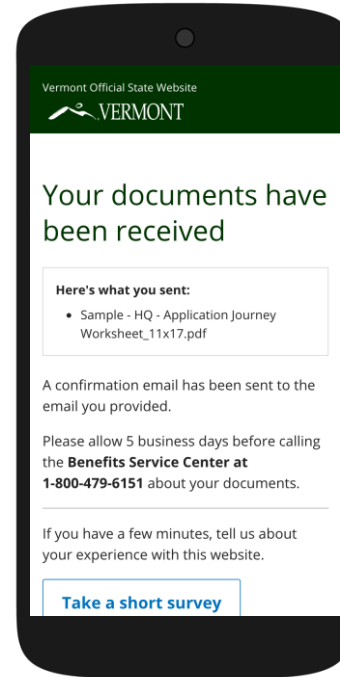 Vermont Official State Website
VERMONT
Your documents have
been received
Here's what you sent:
• Sample - HQ - Application Journey
Worksheet_11x17.pdf
A confirmation email has been sent to the
email you provided.
Please allow 5 business days before calling
the Benefits Service Center at
1-800-479-6151 about your documents.
If you have a few minutes, tell us about
your experience with this website.
Take a short survey